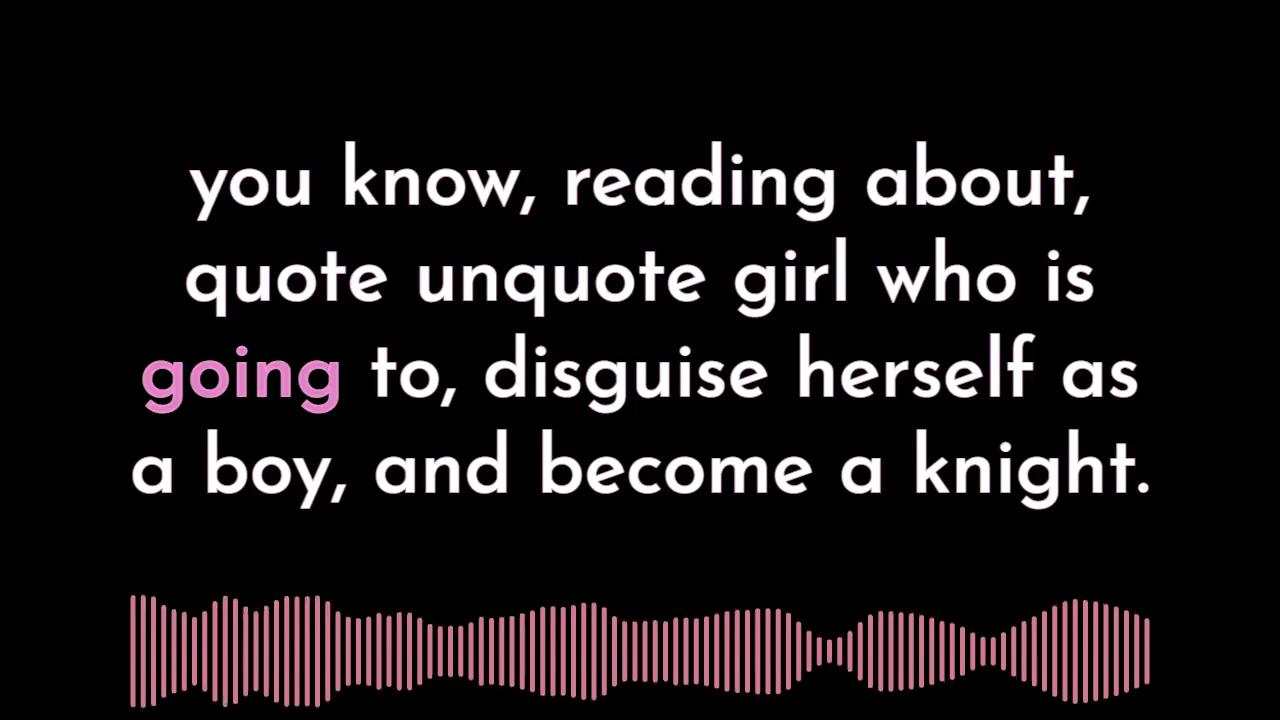 you know, reading about,
quote unquote girl who is
going to, disguise herself as
a boy, and become a knight.